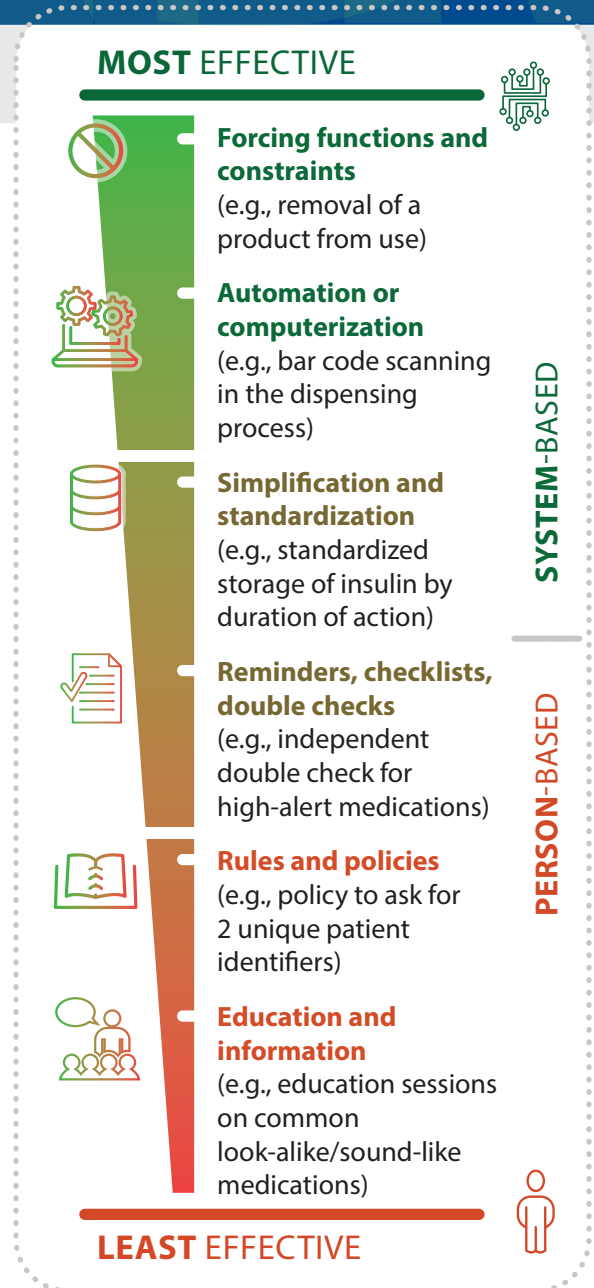 MOST EFFECTIVE
Forcing functions and
constraints
(e.g., removal of a
product from use)
Automation or
computerization
(e.g., bar code scanning
in the dispensing
process)
Simplification and
standardization
(e.g., standardized
storage of insulin by
duration of action)
SYSTEM-BASED
Reminders, checklists,
double checks
(e.g., independent
double check for
high-alert medications)
Rules and policies
(e.g., policy to ask for
2 unique patient
identifiers)
PERSON-BASED
Education and
information
(e.g., education sessions
on common
look-alike/sound-like
medications)
LEAST EFFECTIVE